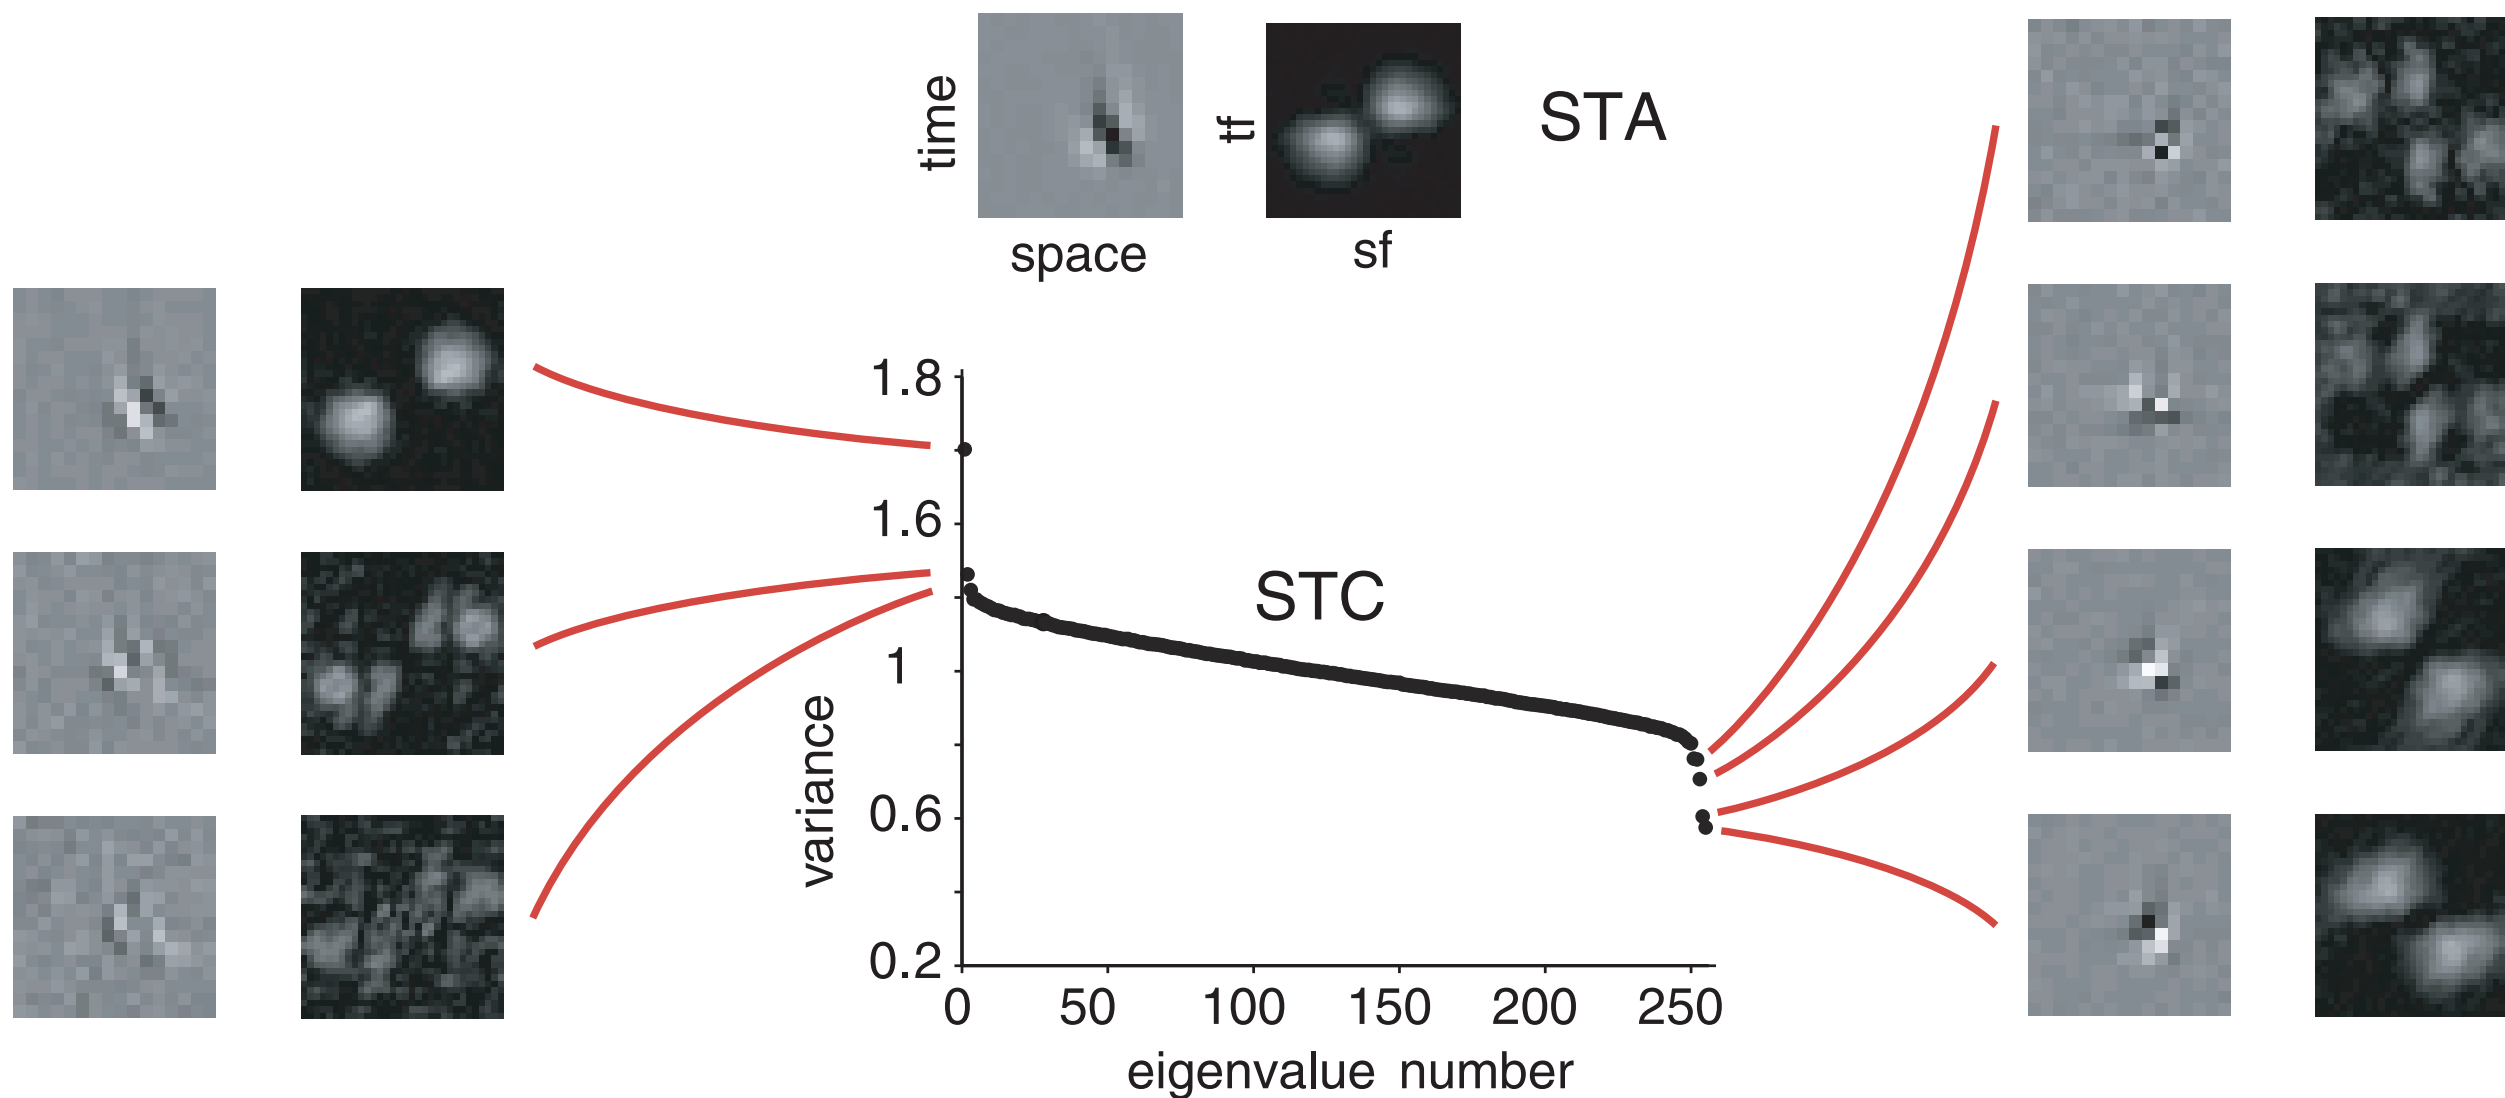 time
tf
STA
space
sf
1.8
1.6
STC
1
variance
0.6
0.2
0 50 100 150 200 250
eigenvalue number